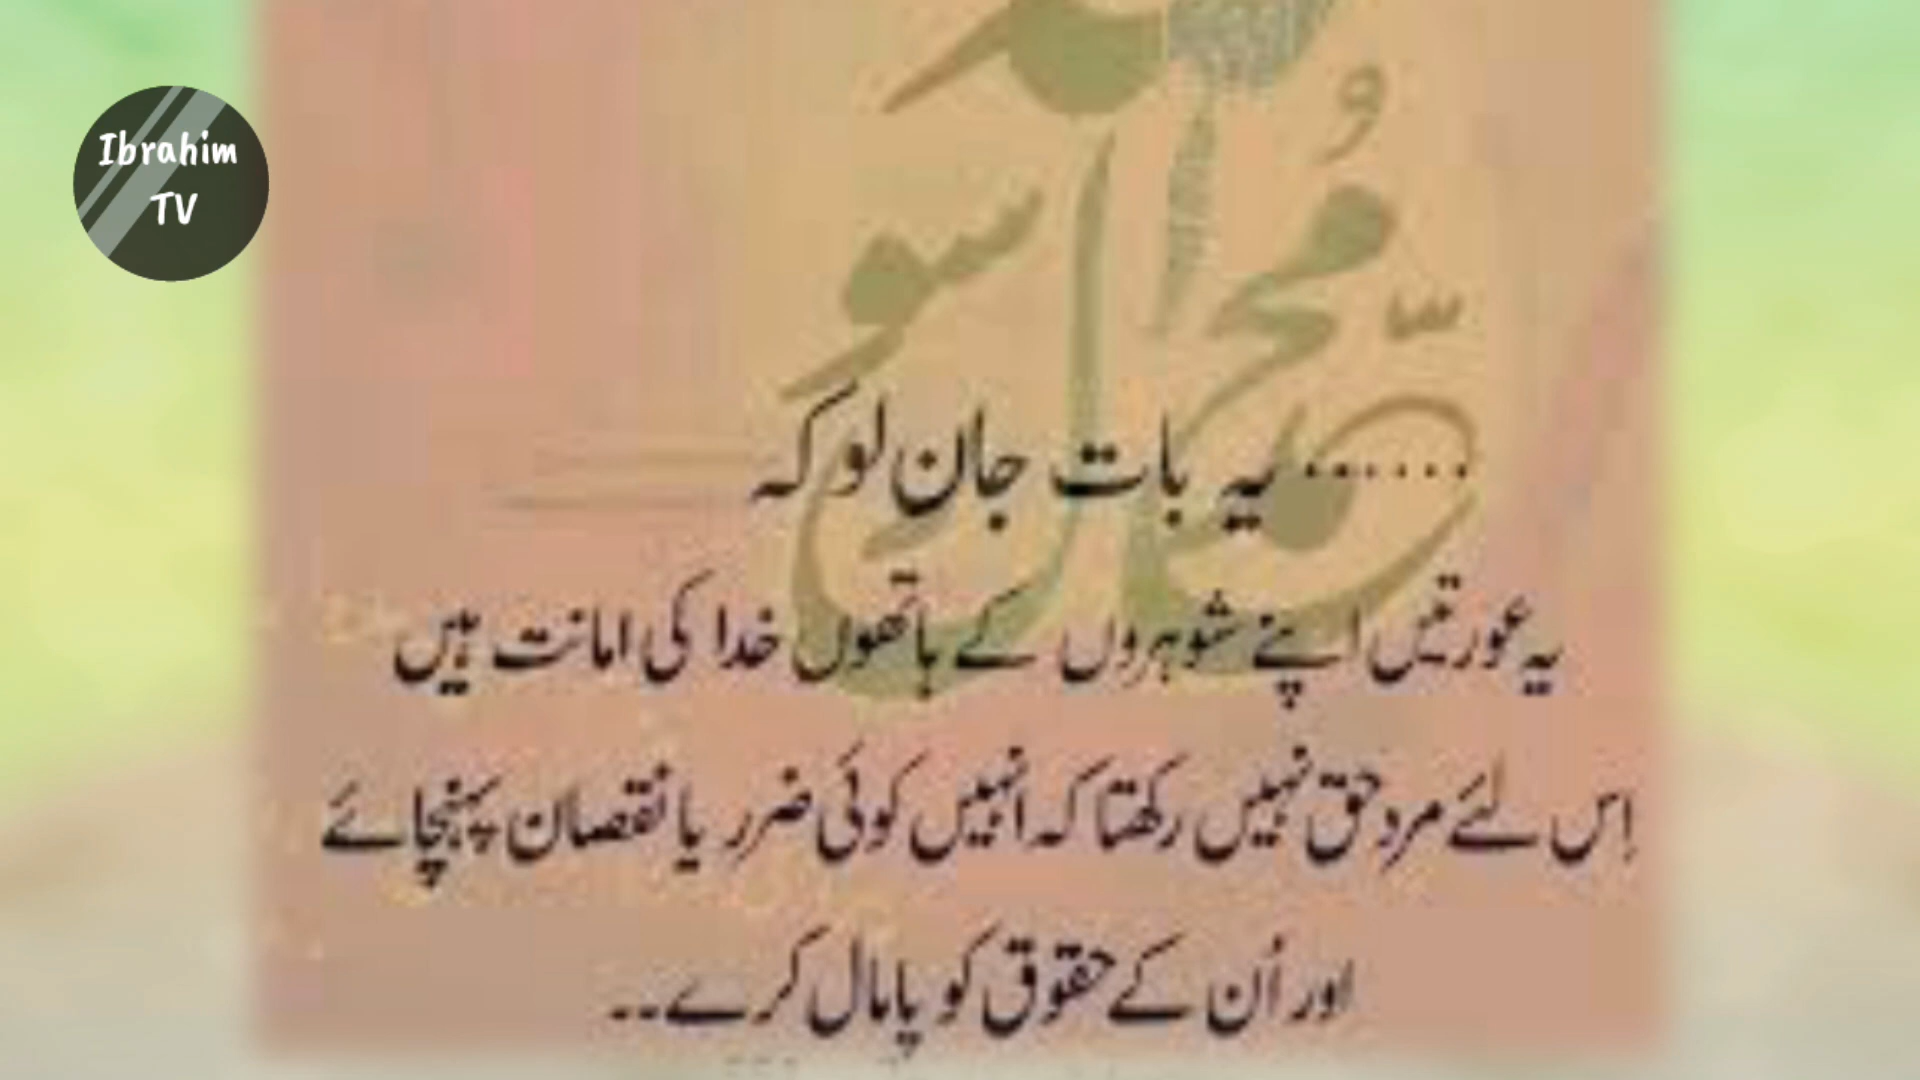 Ibrahim
TV
...... یہ بات جان لو کہ
یہ عورتیں اپنے شوہروں کے ہاتھوں خدا کی امانت ہیں
اِس لئے مرد حق نہیں رکھتا کہ انہیں کوئی ضرر یا نقصان پہنچائے
اور اُن کے حقوق کو پامال کرے۔۔